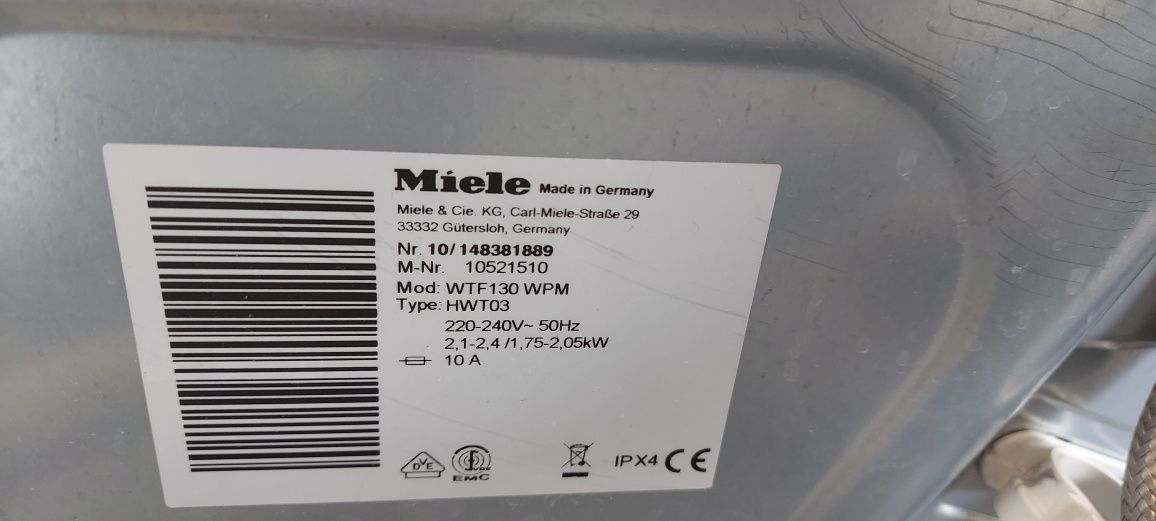 Miele Made in Germany
Miele & Cie. KG, Carl-Miele-Straße 29
33332 Gütersloh, Germany
Nr. 10/148381889
M-Nr. 10521510
Mod: WTF130 WPM
Type: HWT03
220-240V~ 50Hz
2,1-2,4 /1,75-2,05kW
10 A
DVE VDE IPX4 CE
EMC